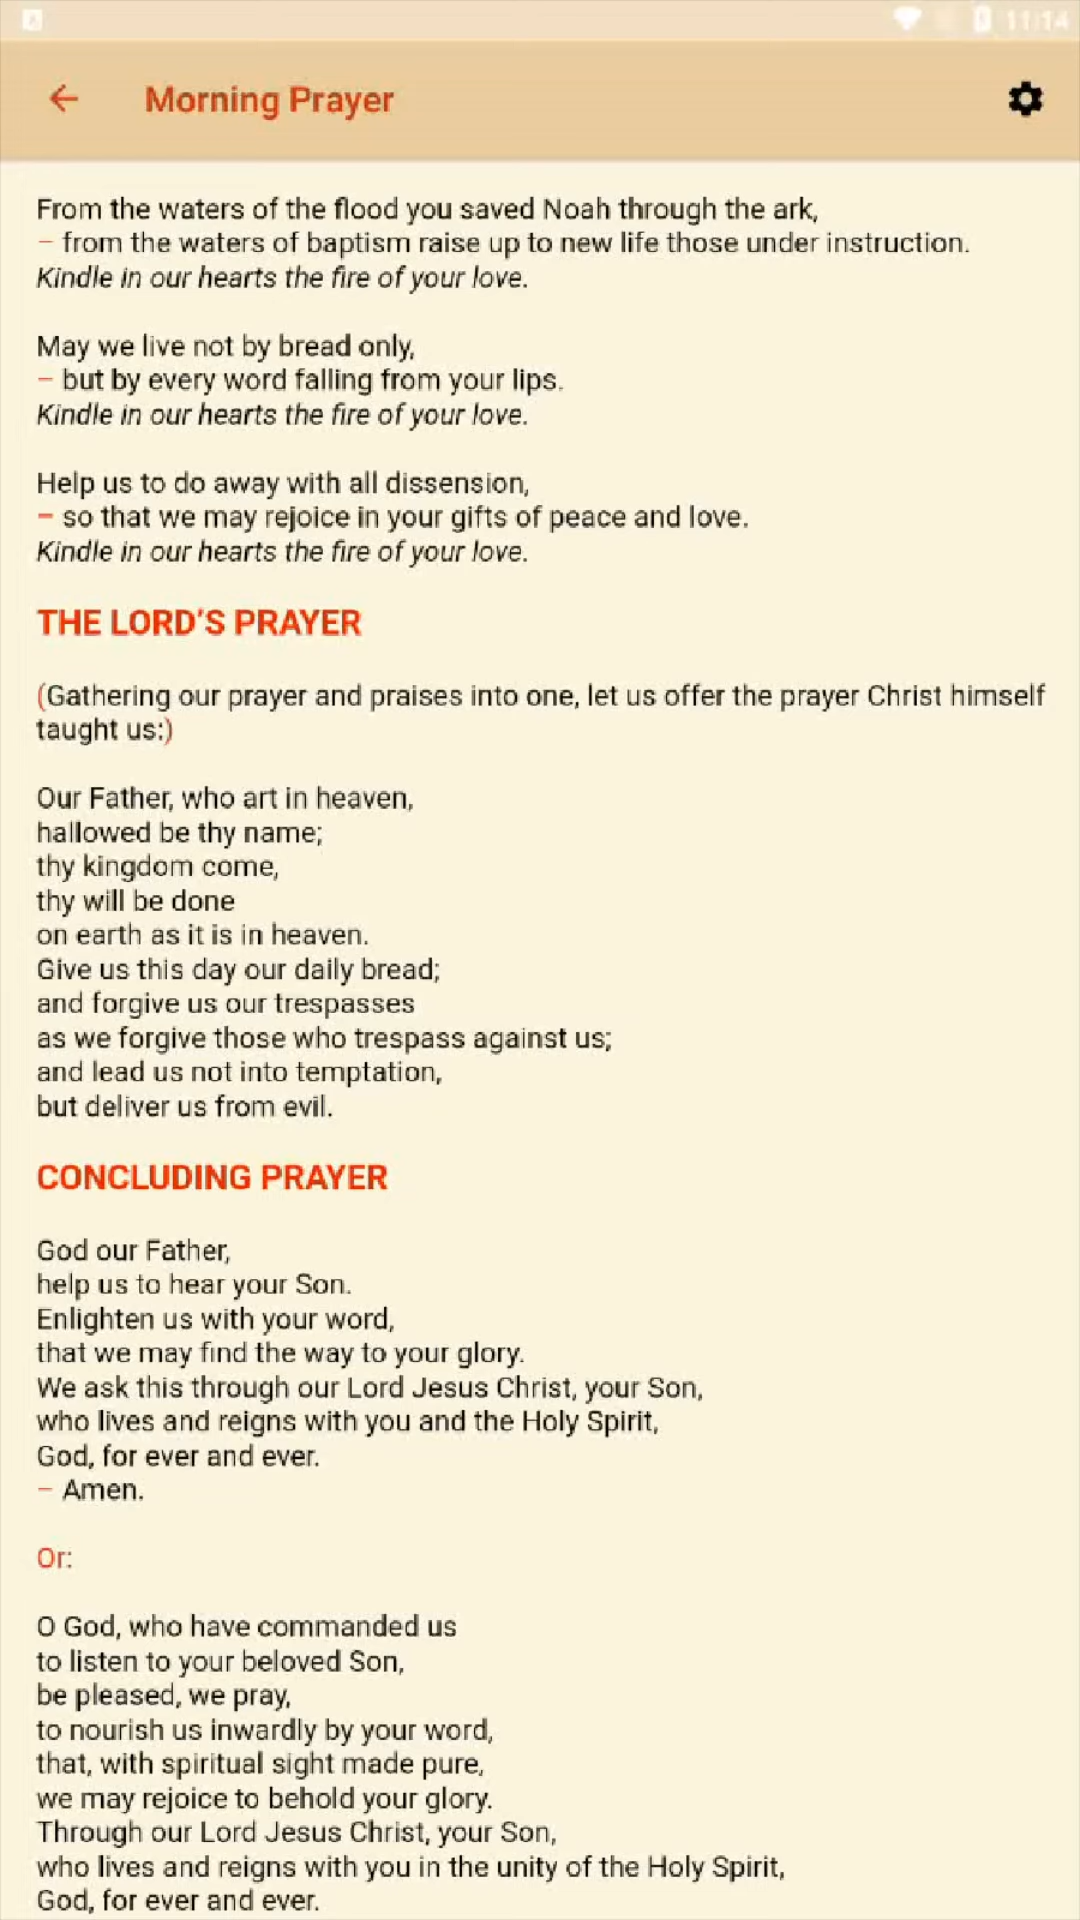 11:14
Morning Prayer
From the waters of the flood you saved Noah through the ark,
– from the waters of baptism raise up to new life those under instruction.
Kindle in our hearts the fire of your love.
May we live not by bread only,
– but by every word falling from your lips.
Kindle in our hearts the fire of your love.
Help us to do away with all dissension,
– so that we may rejoice in your gifts of peace and love.
Kindle in our hearts the fire of your love.
THE LORD’S PRAYER
(Gathering our prayer and praises into one, let us offer the prayer Christ himself
taught us:)
Our Father, who art in heaven,
hallowed be thy name;
thy kingdom come,
thy will be done
on earth as it is in heaven.
Give us this day our daily bread;
and forgive us our trespasses
as we forgive those who trespass against us;
and lead us not into temptation,
but deliver us from evil.
CONCLUDING PRAYER
God our Father,
help us to hear your Son.
Enlighten us with your word,
that we may find the way to your glory.
We ask this through our Lord Jesus Christ, your Son,
who lives and reigns with you and the Holy Spirit,
God, for ever and ever.
– Amen.
Or:
O God, who have commanded us
to listen to your beloved Son,
be pleased, we pray,
to nourish us inwardly by your word,
that, with spiritual sight made pure,
we may rejoice to behold your glory.
Through our Lord Jesus Christ, your Son,
who lives and reigns with you in the unity of the Holy Spirit,
God, for ever and ever.